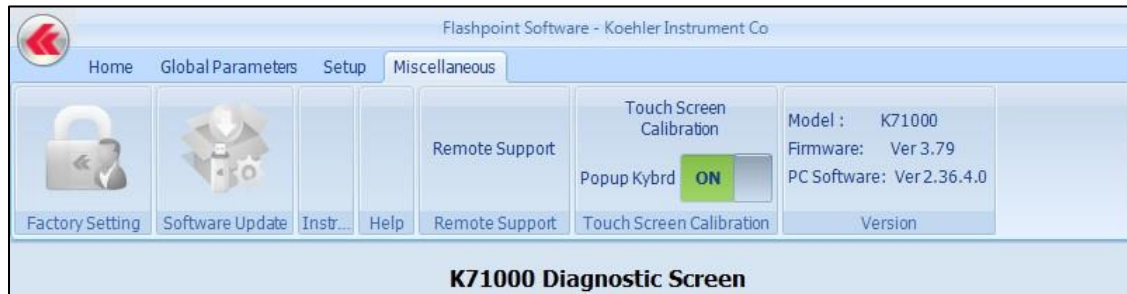 Flashpoint Software - Koehler Instrument Co
Home Global Parameters Setup Miscellaneous
Factory Setting
Software Update
Instr...
Help
Remote Support
Remote Support
Touch Screen
Calibration
Popup Kybrd ON
Touch Screen Calibration
Model : K71000
Firmware: Ver 3.79
PC Software: Ver 2.36.4.0
Version
K71000 Diagnostic Screen